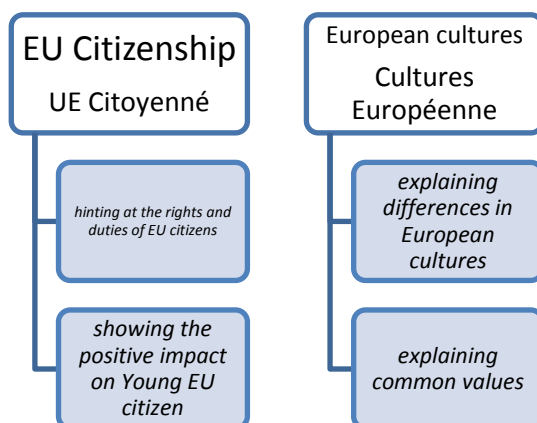 EU Citizenship
UE Citoyenné
hinting at the rights and
duties of EU citizens
showing the
positive impact
on Young EU
citizen
European cultures
Cultures
Européenne
explaining
differences in
European
cultures
explaining
common values